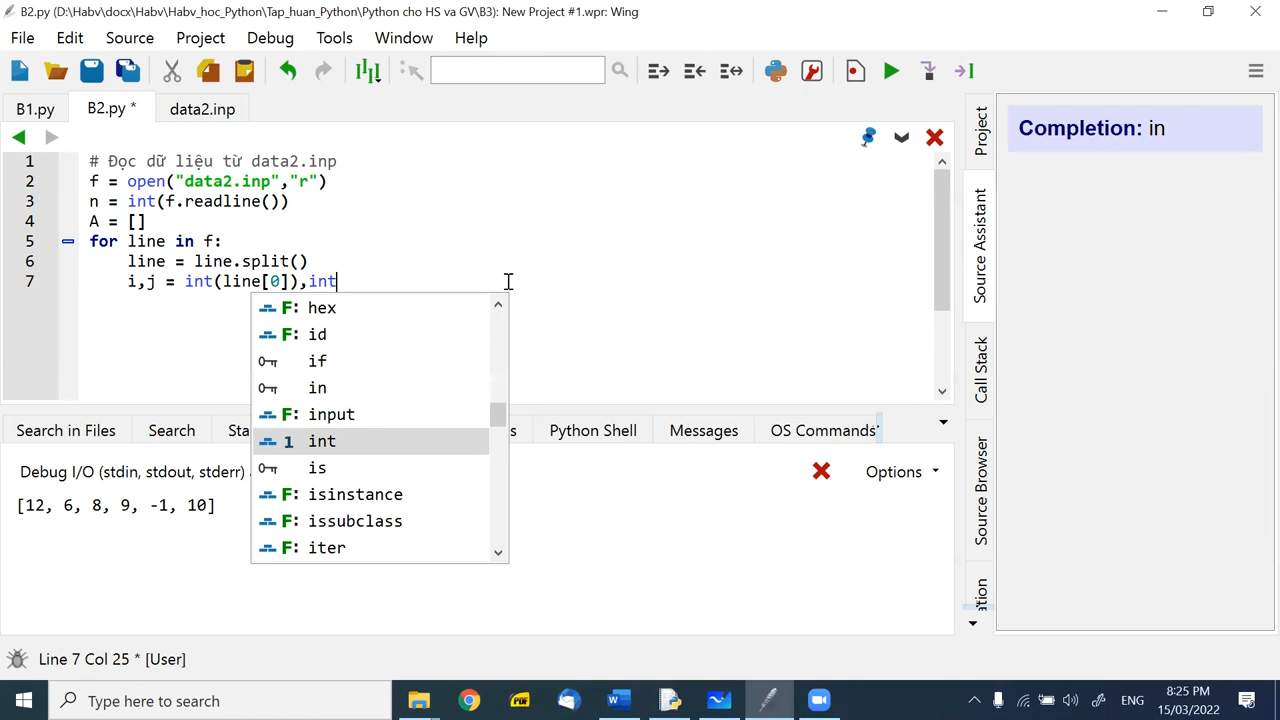 B2.py (D:\Habv\docx\Habv\Habv_hoc_Python\Tap_huan_Python\Python cho HS va GV\B3): New Project #1.wpr: Wing
File Edit Source Project Debug Tools Window Help
B1.py B2.py * data2.inp
1 # Đọc dữ liệu từ data2.inp
2 f = open("data2.inp","r")
3 n = int(f.readline())
4 A = []
5 for line in f:
6 line = line.split()
7 i,j = int(line[0]),int
F: hex
F: id
if
in
F: input
1 int
is
F: isinstance
F: issubclass
F: iter
Search in Files Search Sta s Python Shell Messages OS Commands
Debug I/O (stdin, stdout, stderr) Options
[12, 6, 8, 9, -1, 10]
Project
Source Assistant
Call Stack
Source Browser
Completion: in
Line 7 Col 25 * [User]
Type here to search
PDF
ENG
8:25 PM
15/03/2022